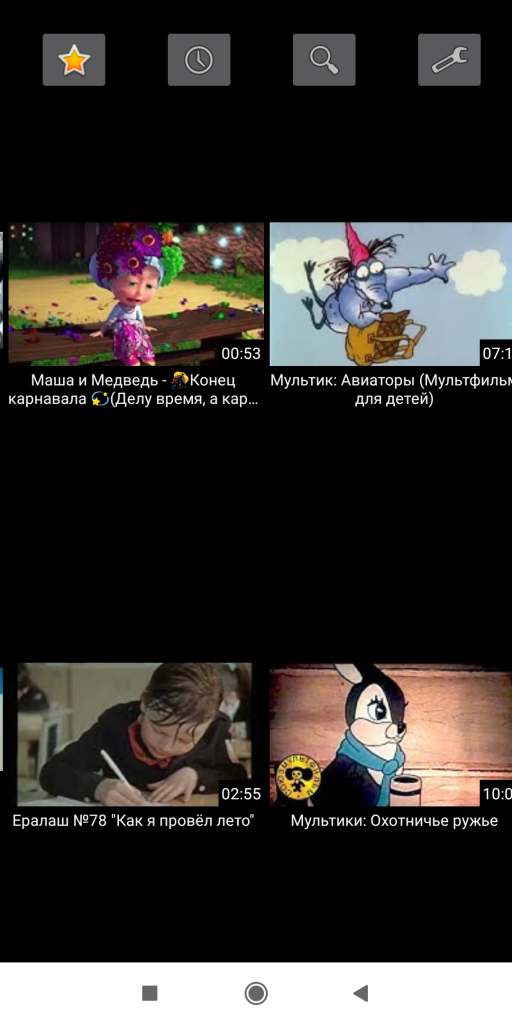 00:53
07:1
Маша и Медведь - Конец
карнавала (Делу время, а кар...
Мультик: Авиаторы (Мультфильм
для детей)
02:55
10:0
Ералаш №78 "Как я провёл лето"
Мультики: Охотничье ружье